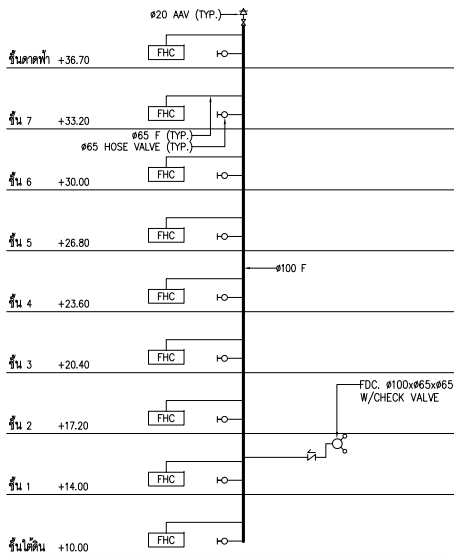 ø20 AAV (TYP.)
FHC
ชั้นดาดฟ้า +36.70
FHC
ชั้น 7 +33.20
ø65 F (TYP.)
ø65 HOSE VALVE (TYP.)
FHC
ชั้น 6 +30.00
FHC
ชั้น 5 +26.80
ø100 F
FHC
ชั้น 4 +23.60
FHC
ชั้น 3 +20.40
FDC. ø100xø65xø65
W/CHECK VALVE
FHC
ชั้น 2 +17.20
FHC
ชั้น 1 +14.00
FHC
ชั้นใต้ดิน +10.00